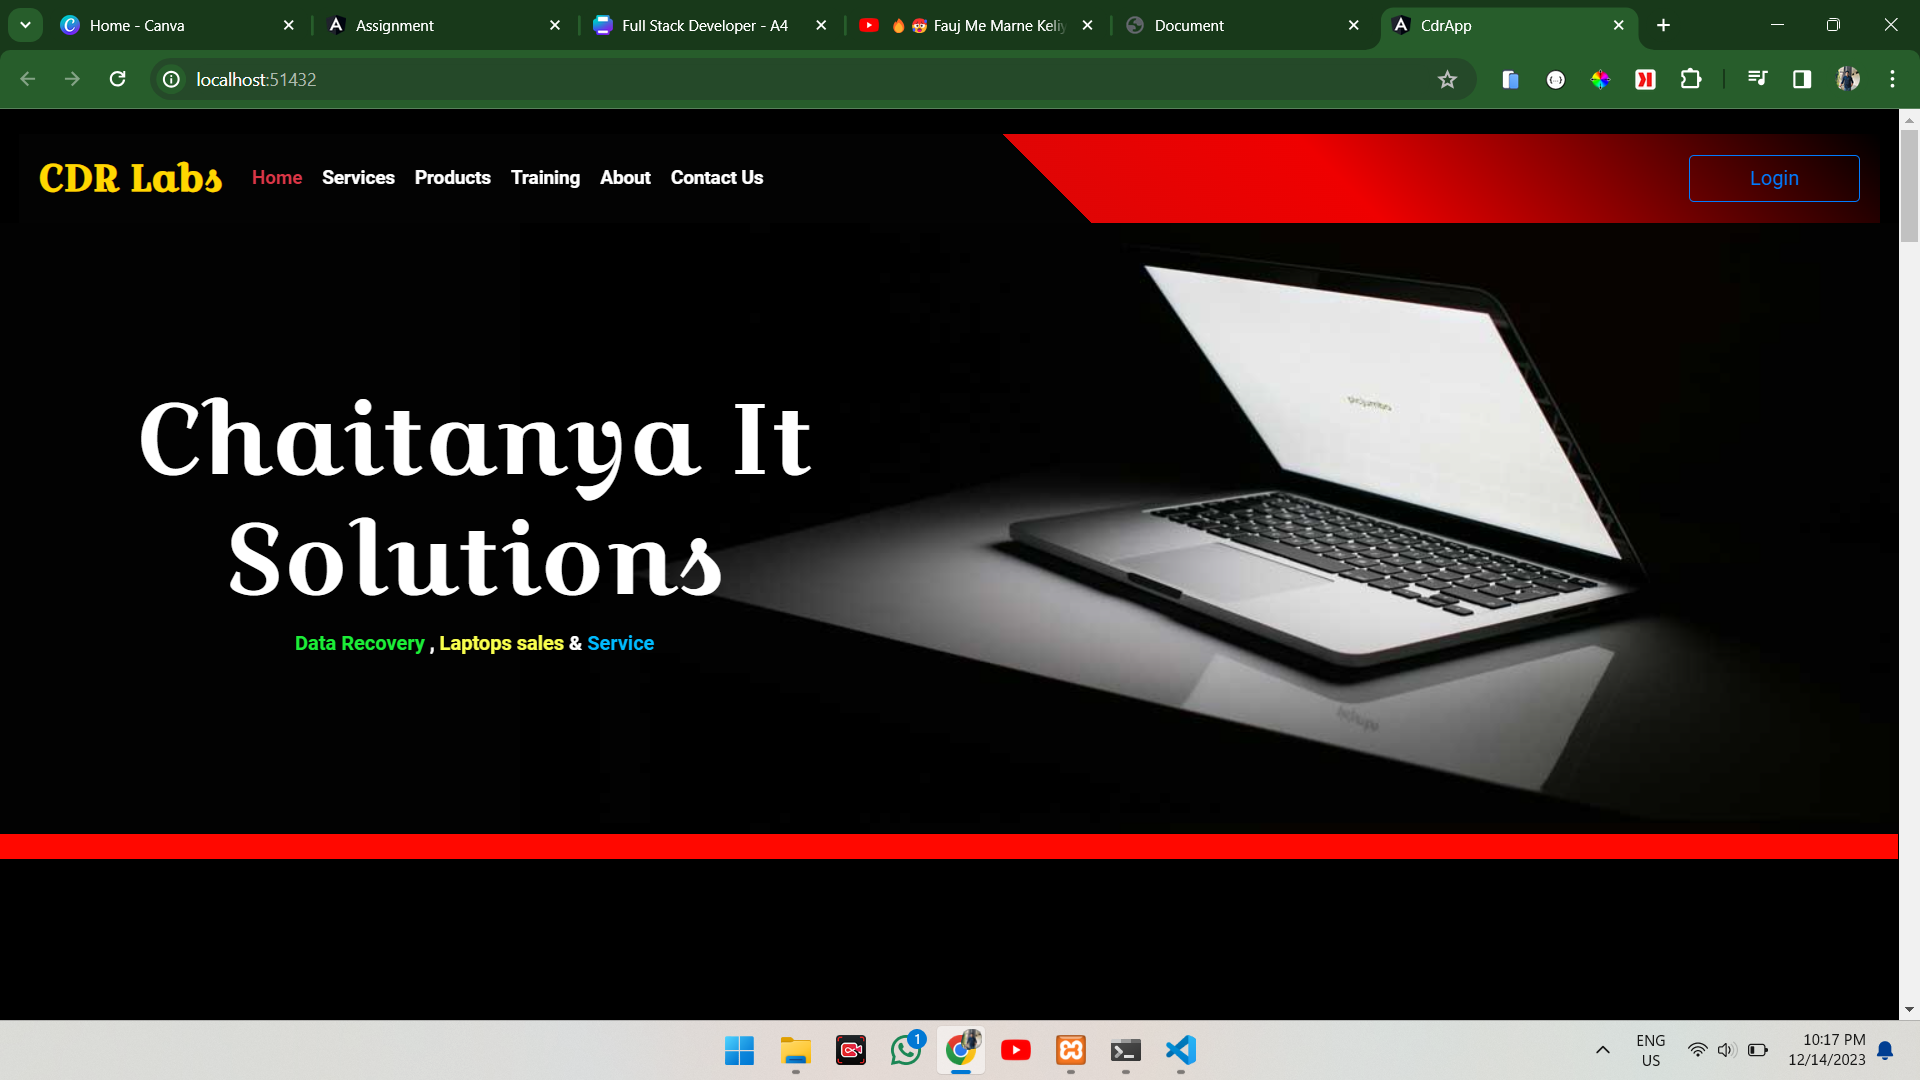 Home - Canva
Assignment
Full Stack Developer - A4
Fauj Me Marne Keliy
Document
CdrApp
localhost:51432
CDR Labs
Home Services Products Training About Contact Us
Login
Chaitanya It
Solutions
Data Recovery , Laptops sales & Service
1
ENG
US
10:17 PM
12/14/2023